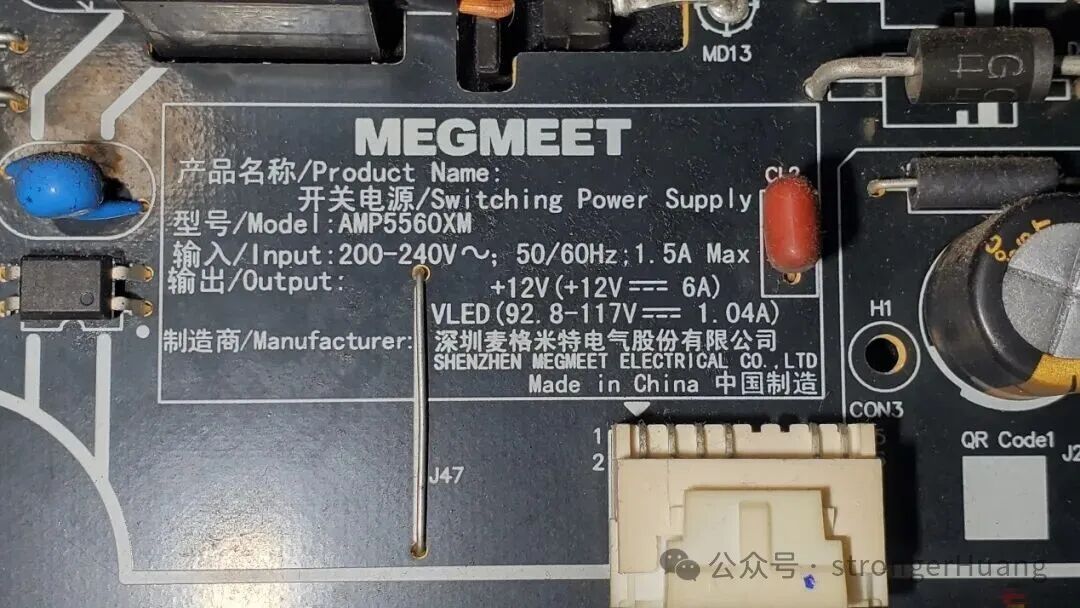 MD13
MEGMEET
产品名称/Product Name:
开关电源/Switching Power Supply
型号/Model:AMP5560XM
输入/Input:200-240V～; 50/60Hz;1.5A Max
输出/Output: +12V(+12V⎓ 6A)
VLED(92.8-117V⎓ 1.04A)
制造商/Manufacturer: 深圳麦格米特电气股份有限公司
SHENZHEN MEGMEET ELECTRICAL CO.,LTD
Made in China 中国制造
H1
CON3
1
2
QR Code1
J47
公众号 · strongerHuang